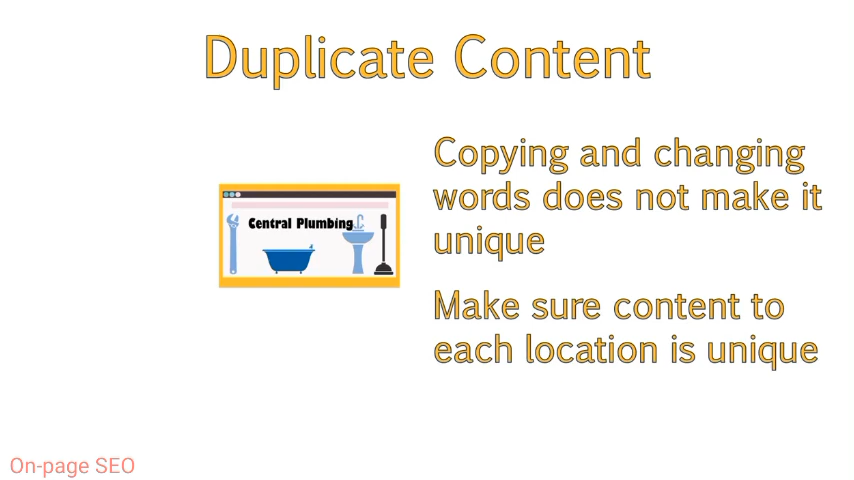 Duplicate Content
Copying and changing
words does not make it
unique
Central Plumbing
Make sure content to
each location is unique
On-page SEO